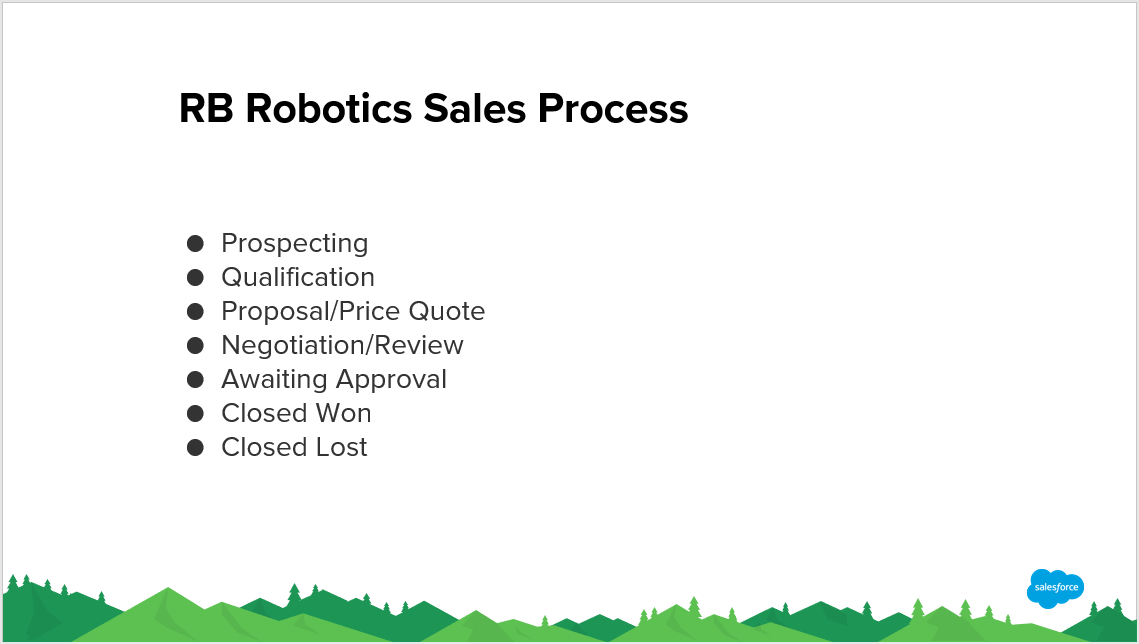 RB Robotics Sales Process
● Prospecting
● Qualification
● Proposal/Price Quote
● Negotiation/Review
● Awaiting Approval
● Closed Won
● Closed Lost
salesforce